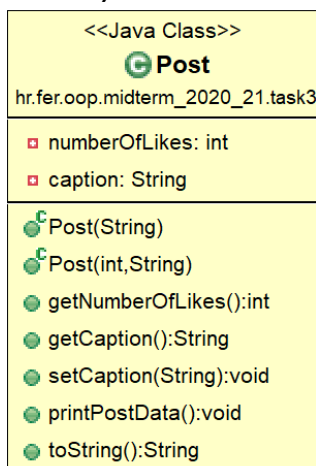 <<Java Class>>
Post
hr.fer.oop.midterm_2020_21.task3
numberOfLikes: int
caption: String
Post(String)
Post(int,String)
getNumberOfLikes():int
getCaption():String
setCaption(String):void
printPostData():void
toString():String